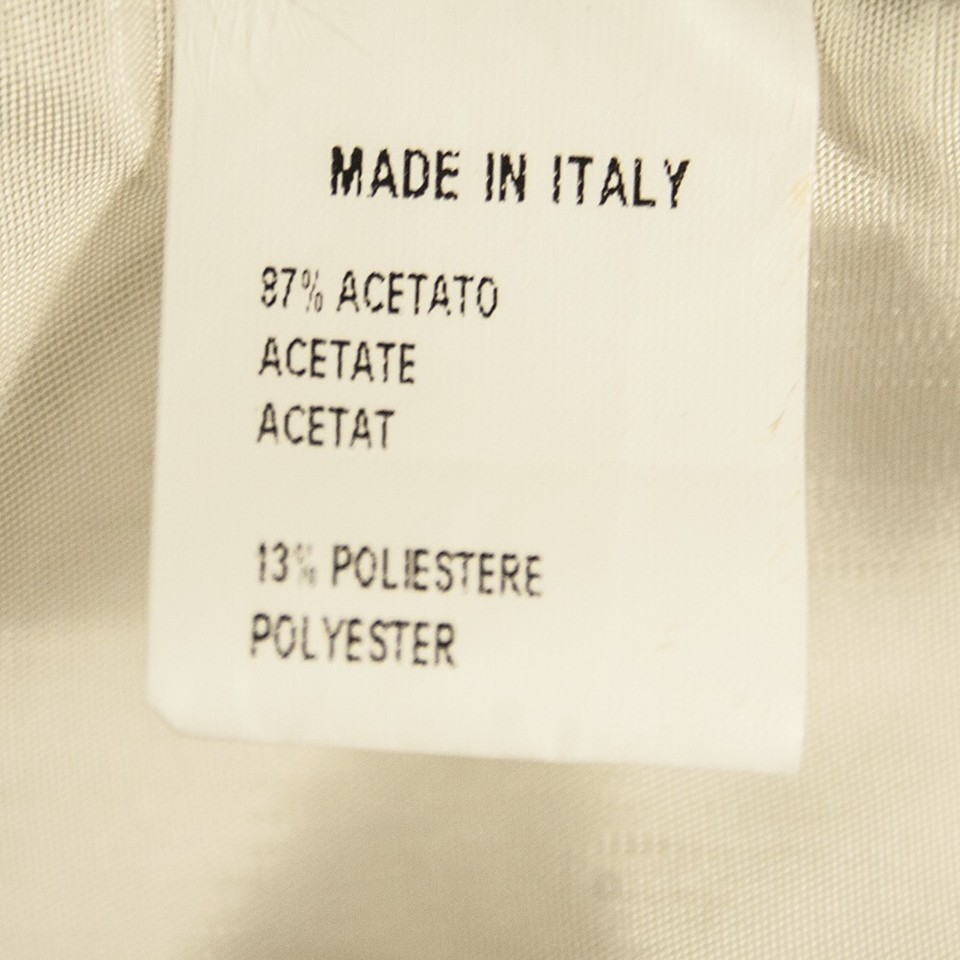 MADE IN ITALY
87% ACETATO
ACETATE
ACETAT
13% POLIESTERE
POLYESTER